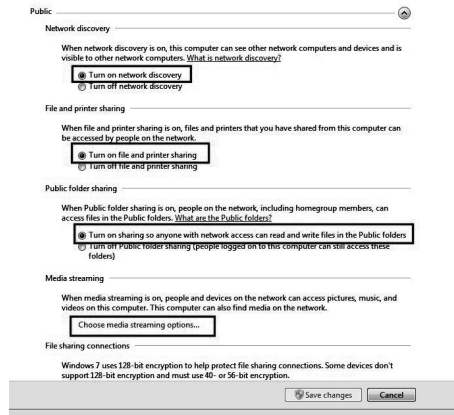 Public
Network discovery
When network discovery is on, this computer can see other network computers and devices and is
visible to other network computers. What is network discovery?
Turn on network discovery
Turn off network discovery
File and printer sharing
When file and printer sharing is on, files and printers that you have shared from this computer can
be accessed by people on the network.
Turn on file and printer sharing
Turn off file and printer sharing
Public folder sharing
When Public folder sharing is on, people on the network, including homegroup members, can
access files in the Public folders. What are the Public folders?
Turn on sharing so anyone with network access can read and write files in the Public folders
Turn off Public folder sharing (people logged on to this computer can still access these
folders)
Media streaming
When media streaming is on, people and devices on the network can access pictures, music, and
videos on this computer. This computer can also find media on the network.
Choose media streaming options...
File sharing connections
Windows 7 uses 128-bit encryption to help protect file sharing connections. Some devices don't
support 128-bit encryption and must use 40- or 56-bit encryption.
Save changes Cancel